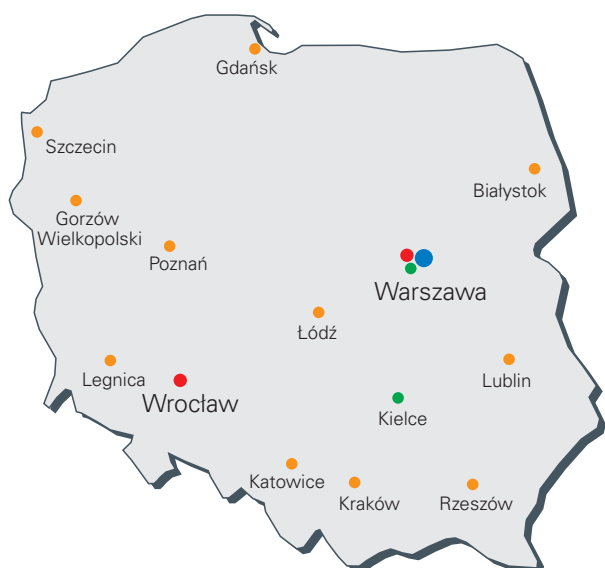 Gdańsk
Szczecin
Białystok
Gorzów
Wielkopolski
Poznań
Warszawa
Łódź
Legnica
Wrocław
Lublin
Kielce
Katowice
Kraków
Rzeszów